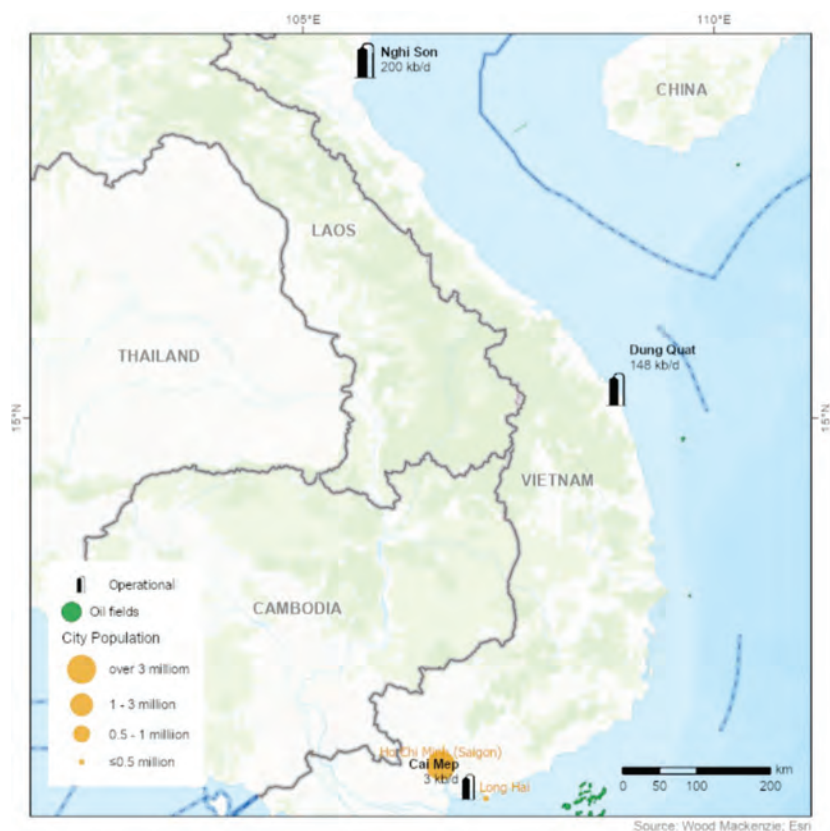 105°E
110°E
Nghi Son
200 kb/d
CHINA
LAOS
THAILAND
Dung Quat
148 kb/d
15°N
15°N
VIETNAM
Operational
Oil fields
City Population
over 3 milliom
1 - 3 million
0.5 - 1 milliion
≤0.5 million
CAMBODIA
Ho Chi Minh (Saigon)
Cai Mep
3 kb/d
Long Hai
km
0 50 100 200
Source: Wood Mackenzie; Esri